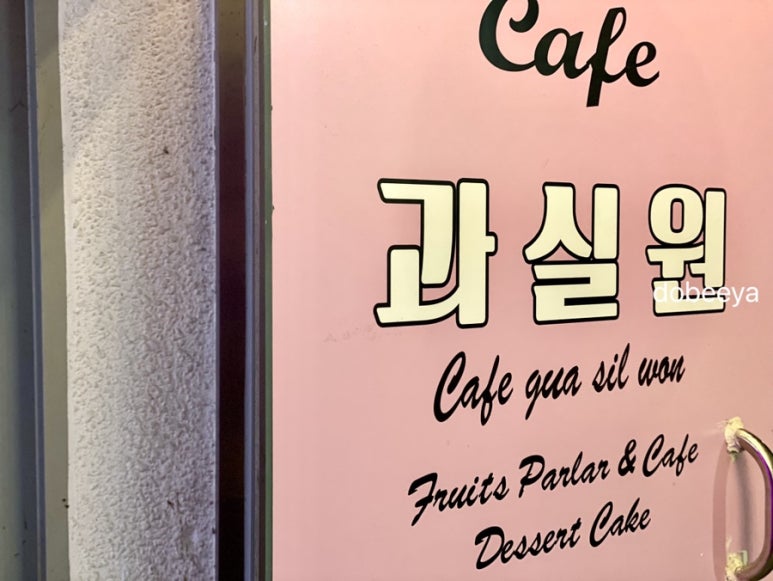 Cafe
과실원
dobeeya
Cafe gua sil won
Fruits Parlar & Cafe
Dessert Cake